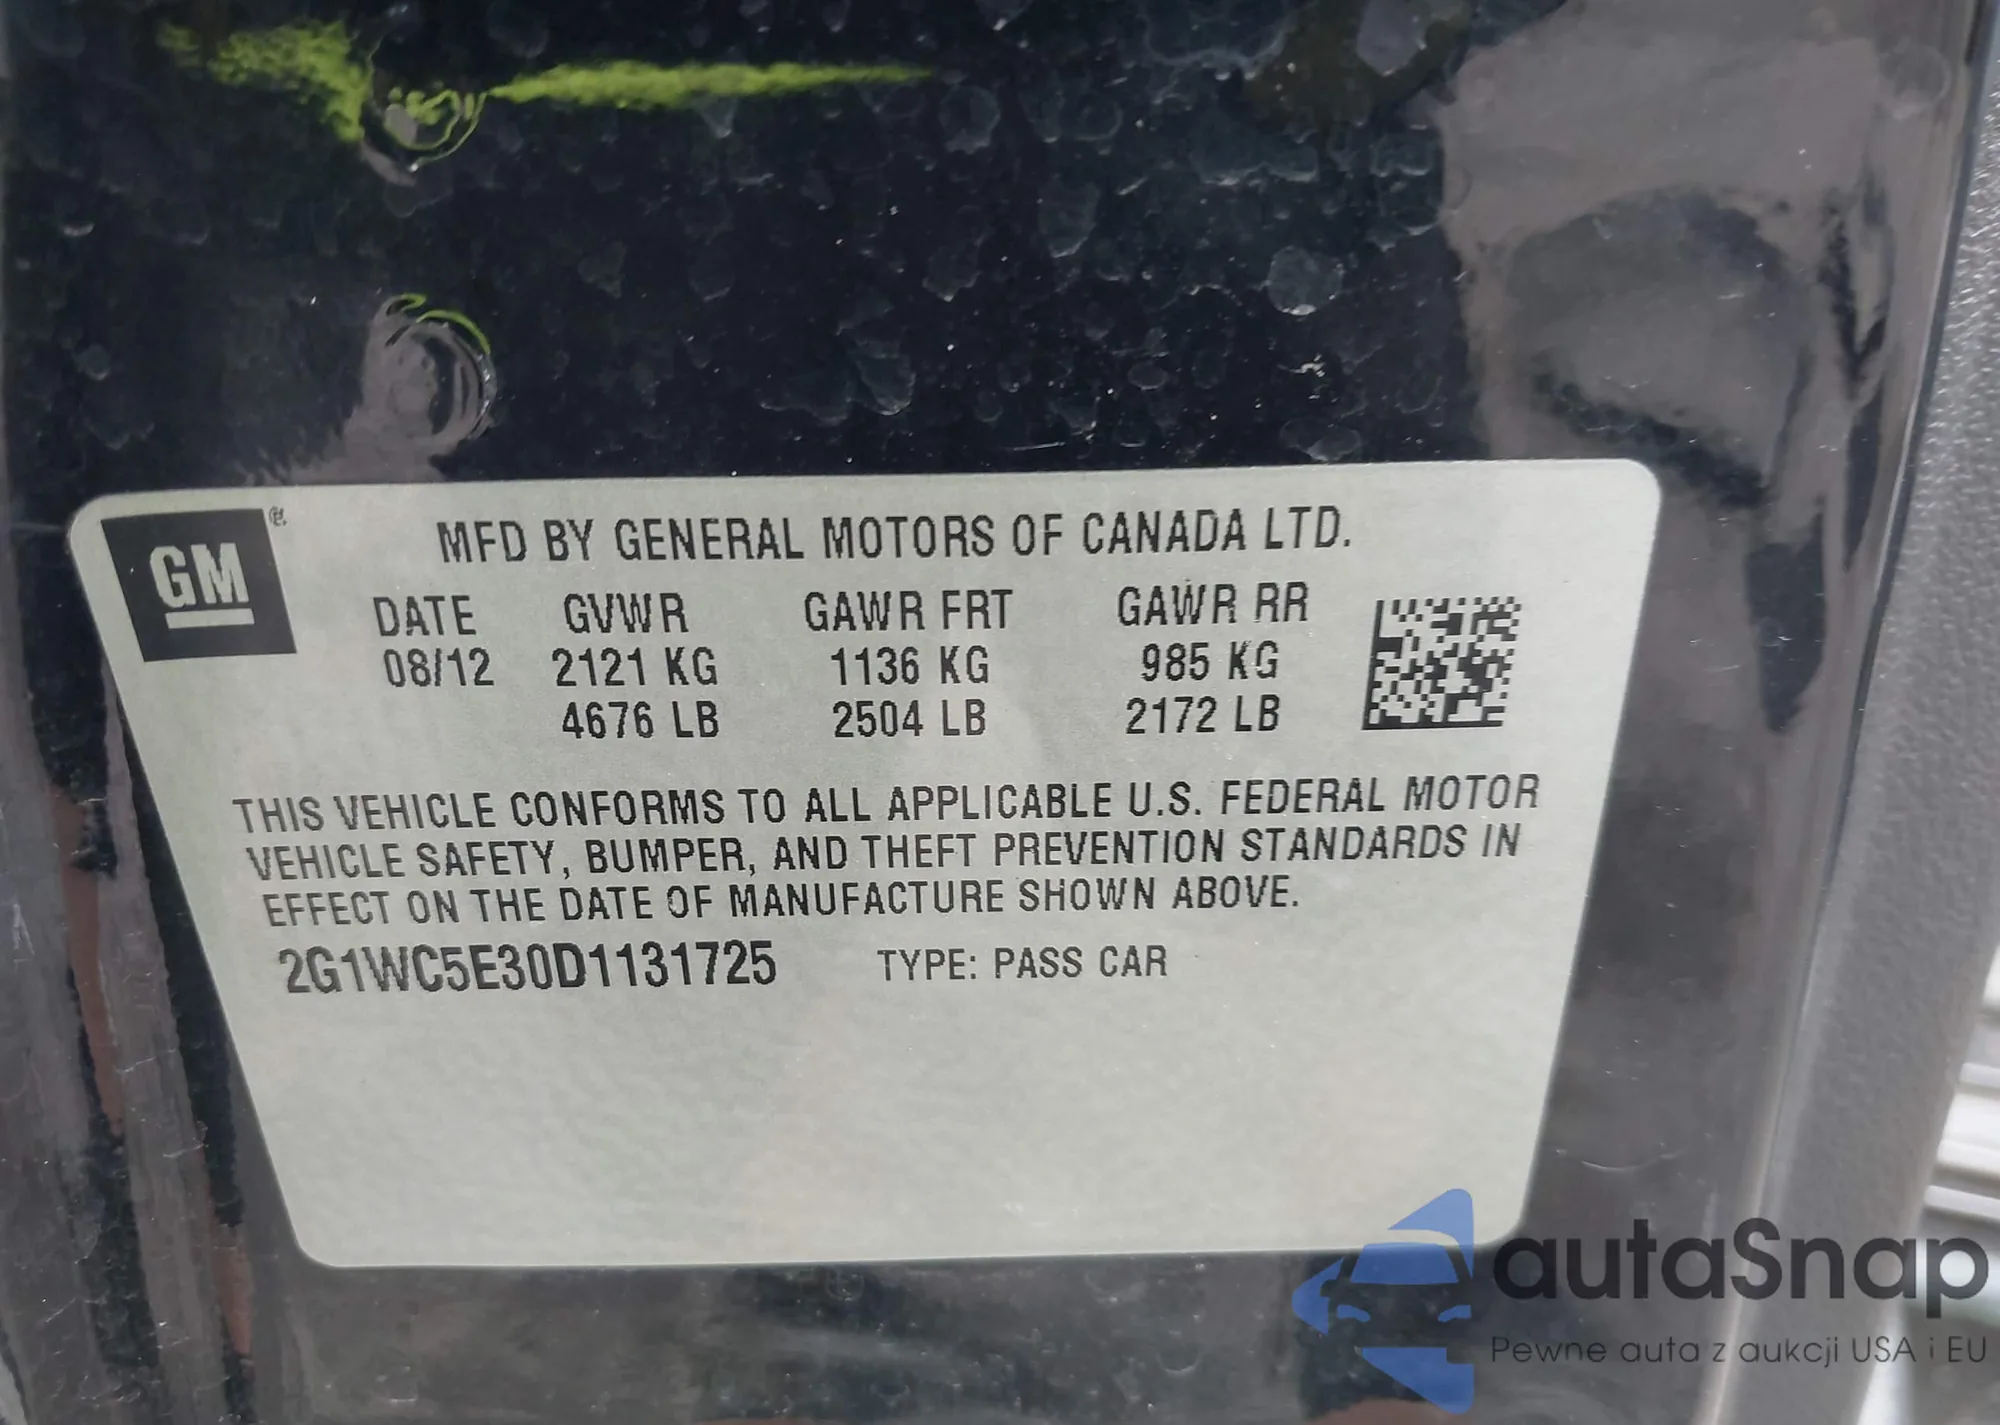 GM ®
MFD BY GENERAL MOTORS OF CANADA LTD.
DATE GVWR GAWR FRT GAWR RR
08/12 2121 KG 1136 KG 985 KG
4676 LB 2504 LB 2172 LB
THIS VEHICLE CONFORMS TO ALL APPLICABLE U.S. FEDERAL MOTOR
VEHICLE SAFETY, BUMPER, AND THEFT PREVENTION STANDARDS IN
EFFECT ON THE DATE OF MANUFACTURE SHOWN ABOVE.
2G1WC5E30D1131725 TYPE: PASS CAR
autaSnap
Pewne auta z aukcji USA i EU